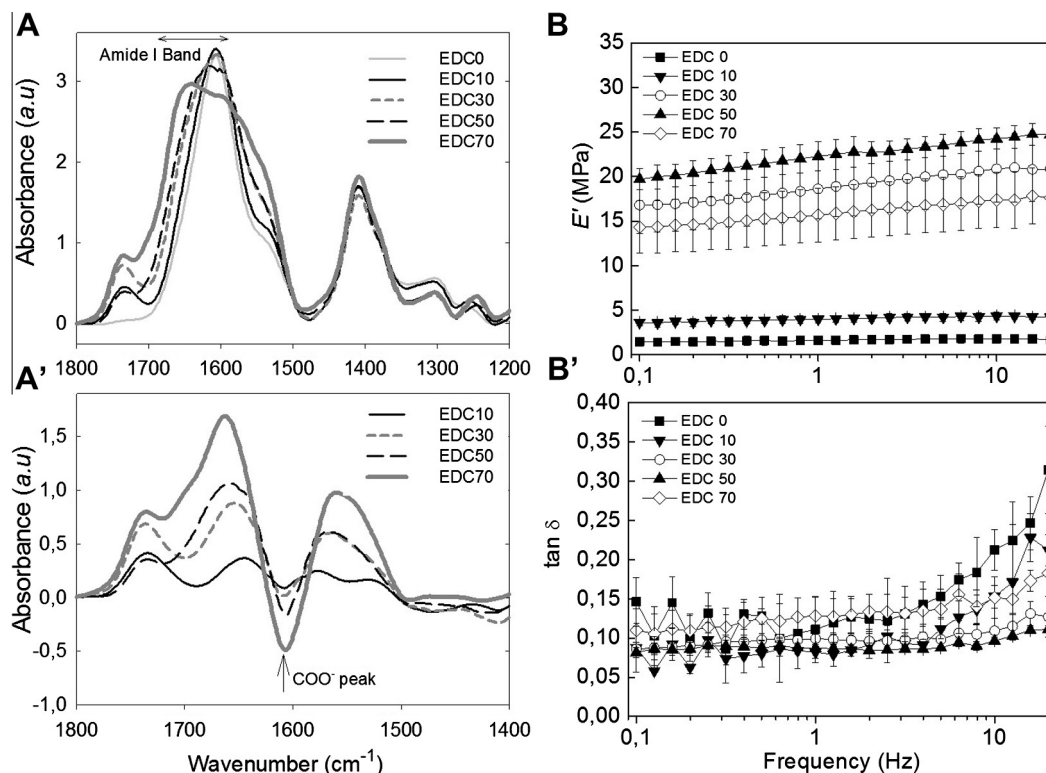 A
Amide I Band
EDC0
EDC10
EDC30
EDC50
EDC70
Absorbance (a.u)
3
2
1
0
1800 1700 1600 1500 1400 1300 1200
A'
EDC10
EDC30
EDC50
EDC70
Absorbance (a.u)
1,5
1,0
0,5
0,0
-0,5
-1,0
COO⁻ peak
1800 1700 1600 1500 1400
Wavenumber (cm⁻¹)
B
EDC 0
EDC 10
EDC 30
EDC 50
EDC 70
E' (MPa)
35
30
25
20
15
10
5
0
0,1 1 10
B'
EDC 0
EDC 10
EDC 30
EDC 50
EDC 70
tan δ
0,40
0,35
0,30
0,25
0,20
0,15
0,10
0,05
0,00
0,1 1 10
Frequency (Hz)